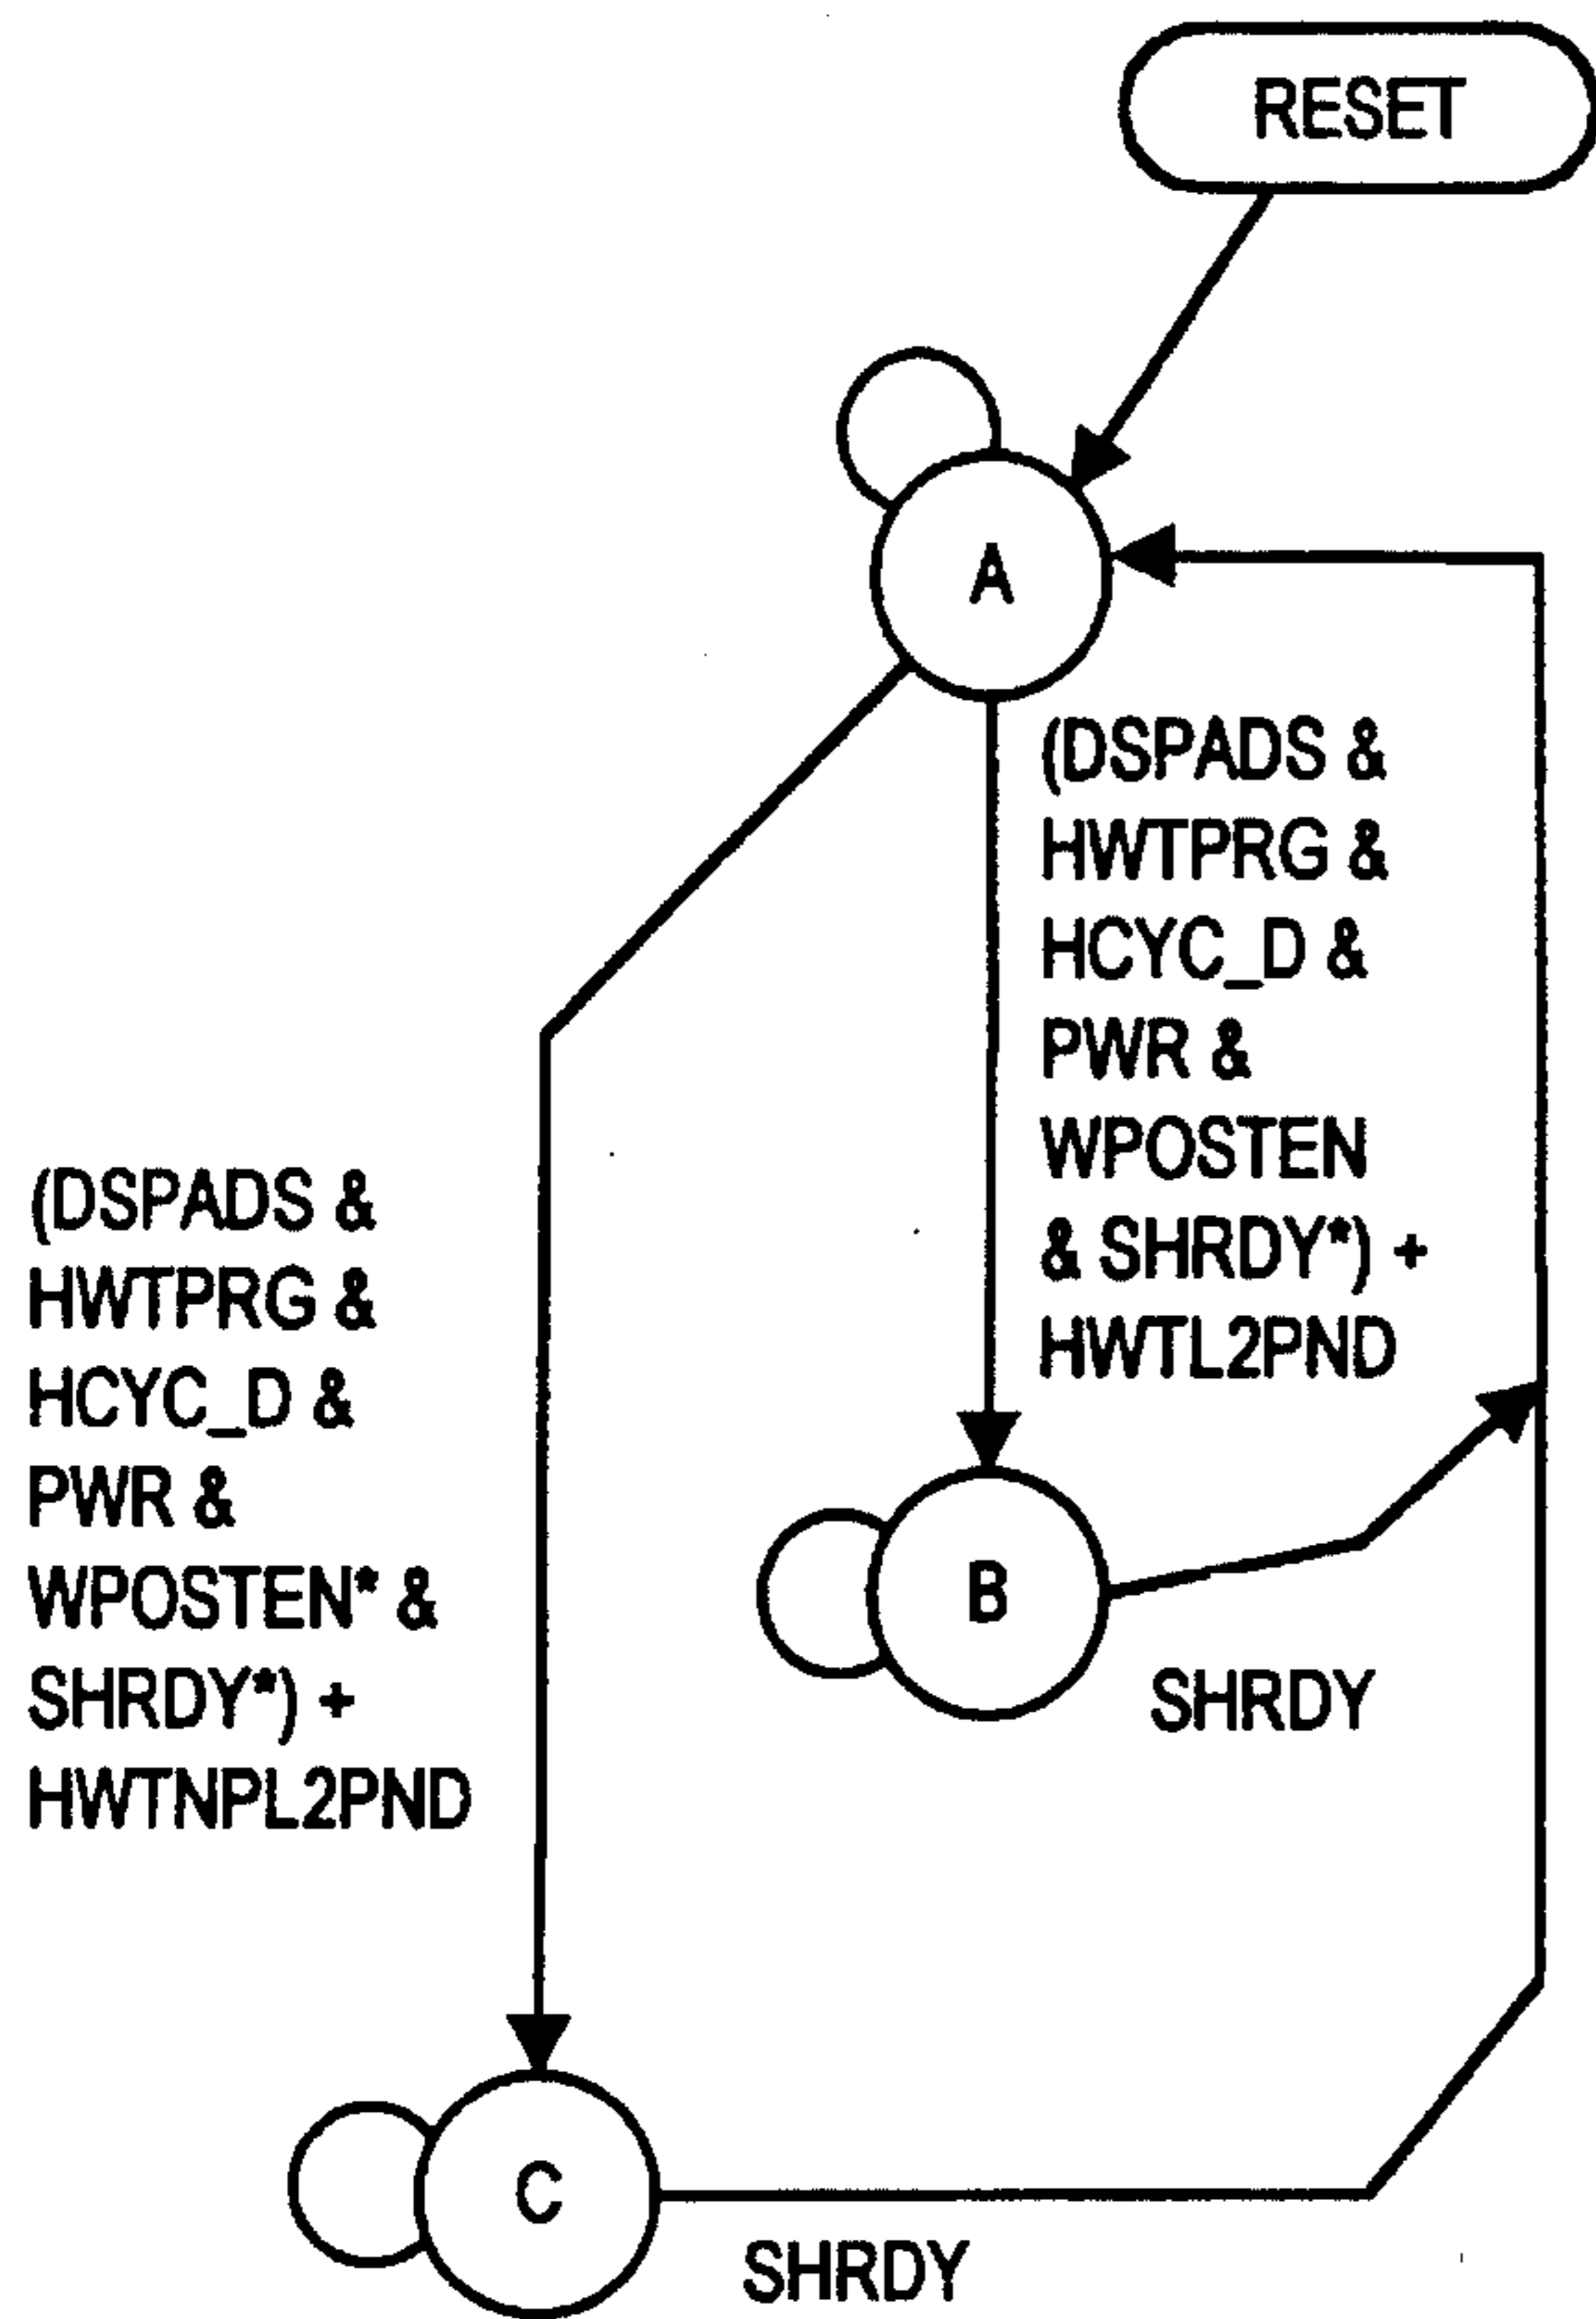 RESET
A
(DSPADS &
HWTPRG &
HCYC_D &
PWR &
WPOSTEN
& SHRDY*) +
HWTL2PND
(DSPADS &
HWTPRG &
HCYC_D &
PWR &
WPOSTEN* &
SHRDY*) +
HWTNPL2PND
B
SHRDY
C
SHRDY